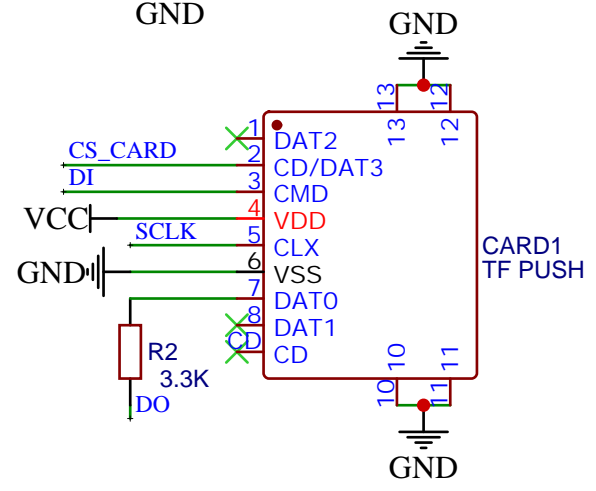 GND
GND
13 12
13 12
1 DAT2
CS_CARD 2 CD/DAT3
DI 3 CMD
VCC 4 VDD
SCLK 5 CLX
GND 6 VSS
7 DAT0
8 DAT1
CD CD
CARD1
TF PUSH
R2
3.3K
DO
10 11
10 11
GND